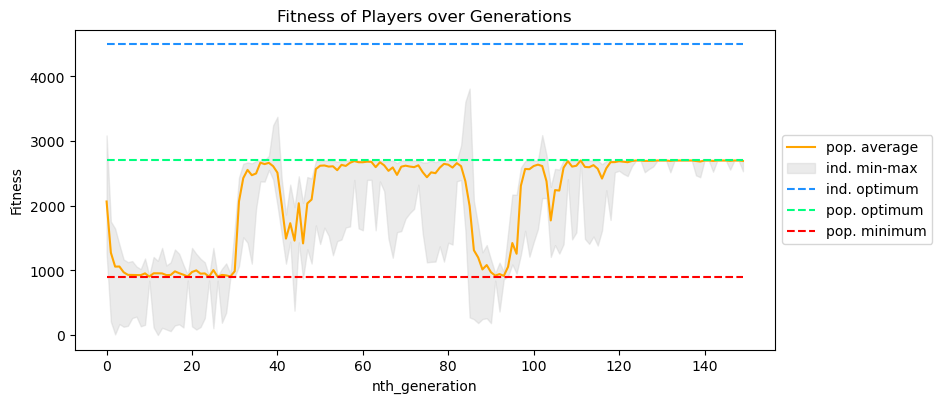 Fitness of Players over Generations
Fitness
4000
3000
2000
1000
0
0 20 40 60 80 100 120 140
nth_generation
pop. average
ind. min-max
ind. optimum
pop. optimum
pop. minimum